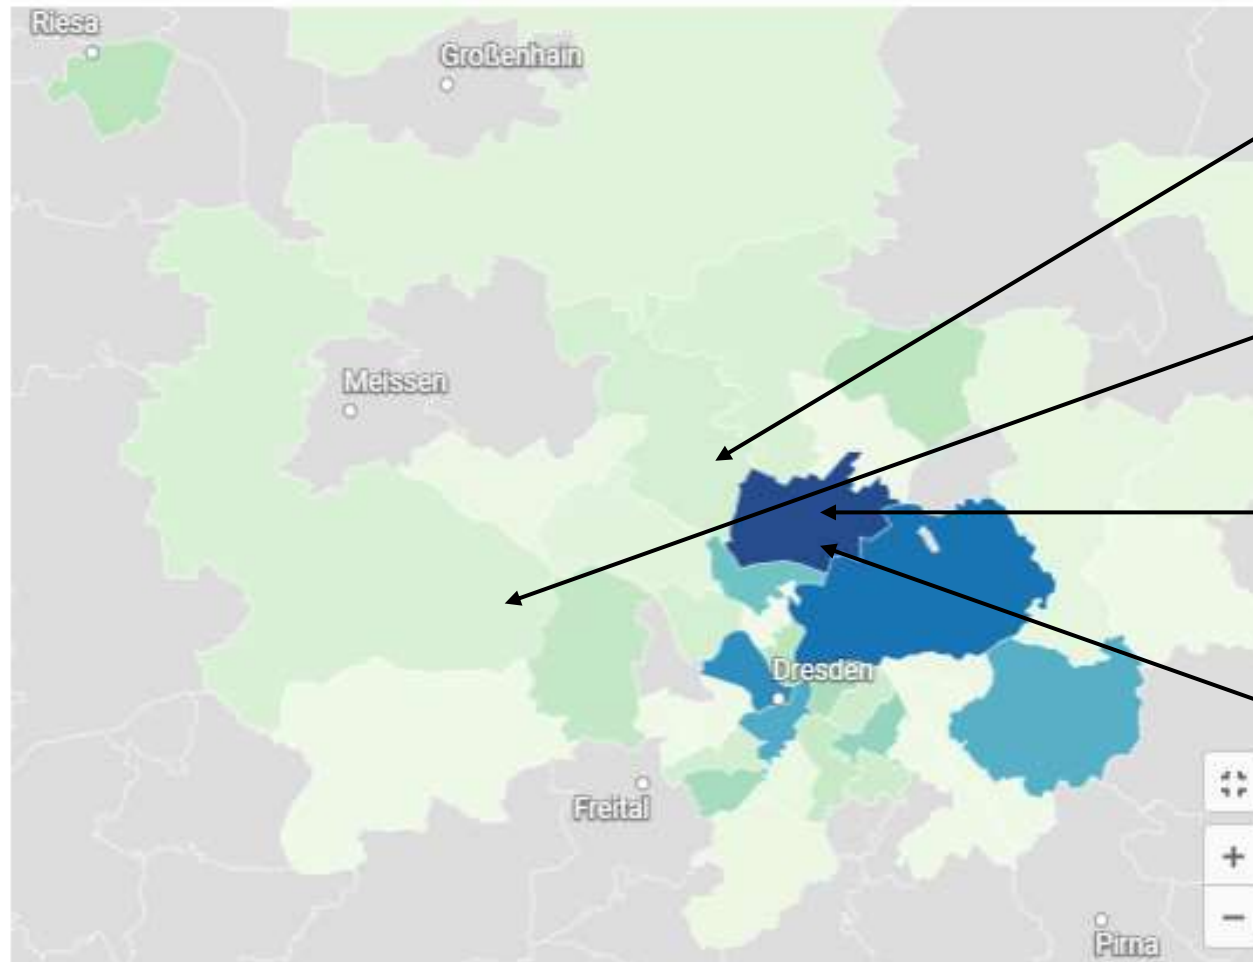 Riesa
Großenhain
Meissen
Dresden
Freital
Pirna
+
−